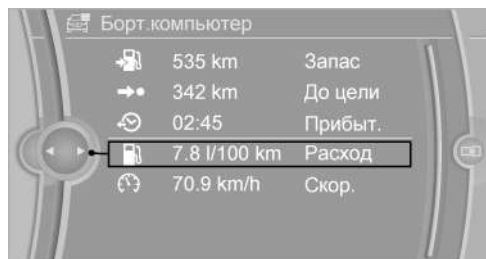 Борт.компьютер
535 km Запас
342 km До цели
02:45 Прибыт.
7.8 l/100 km Расход
70.9 km/h Скор.